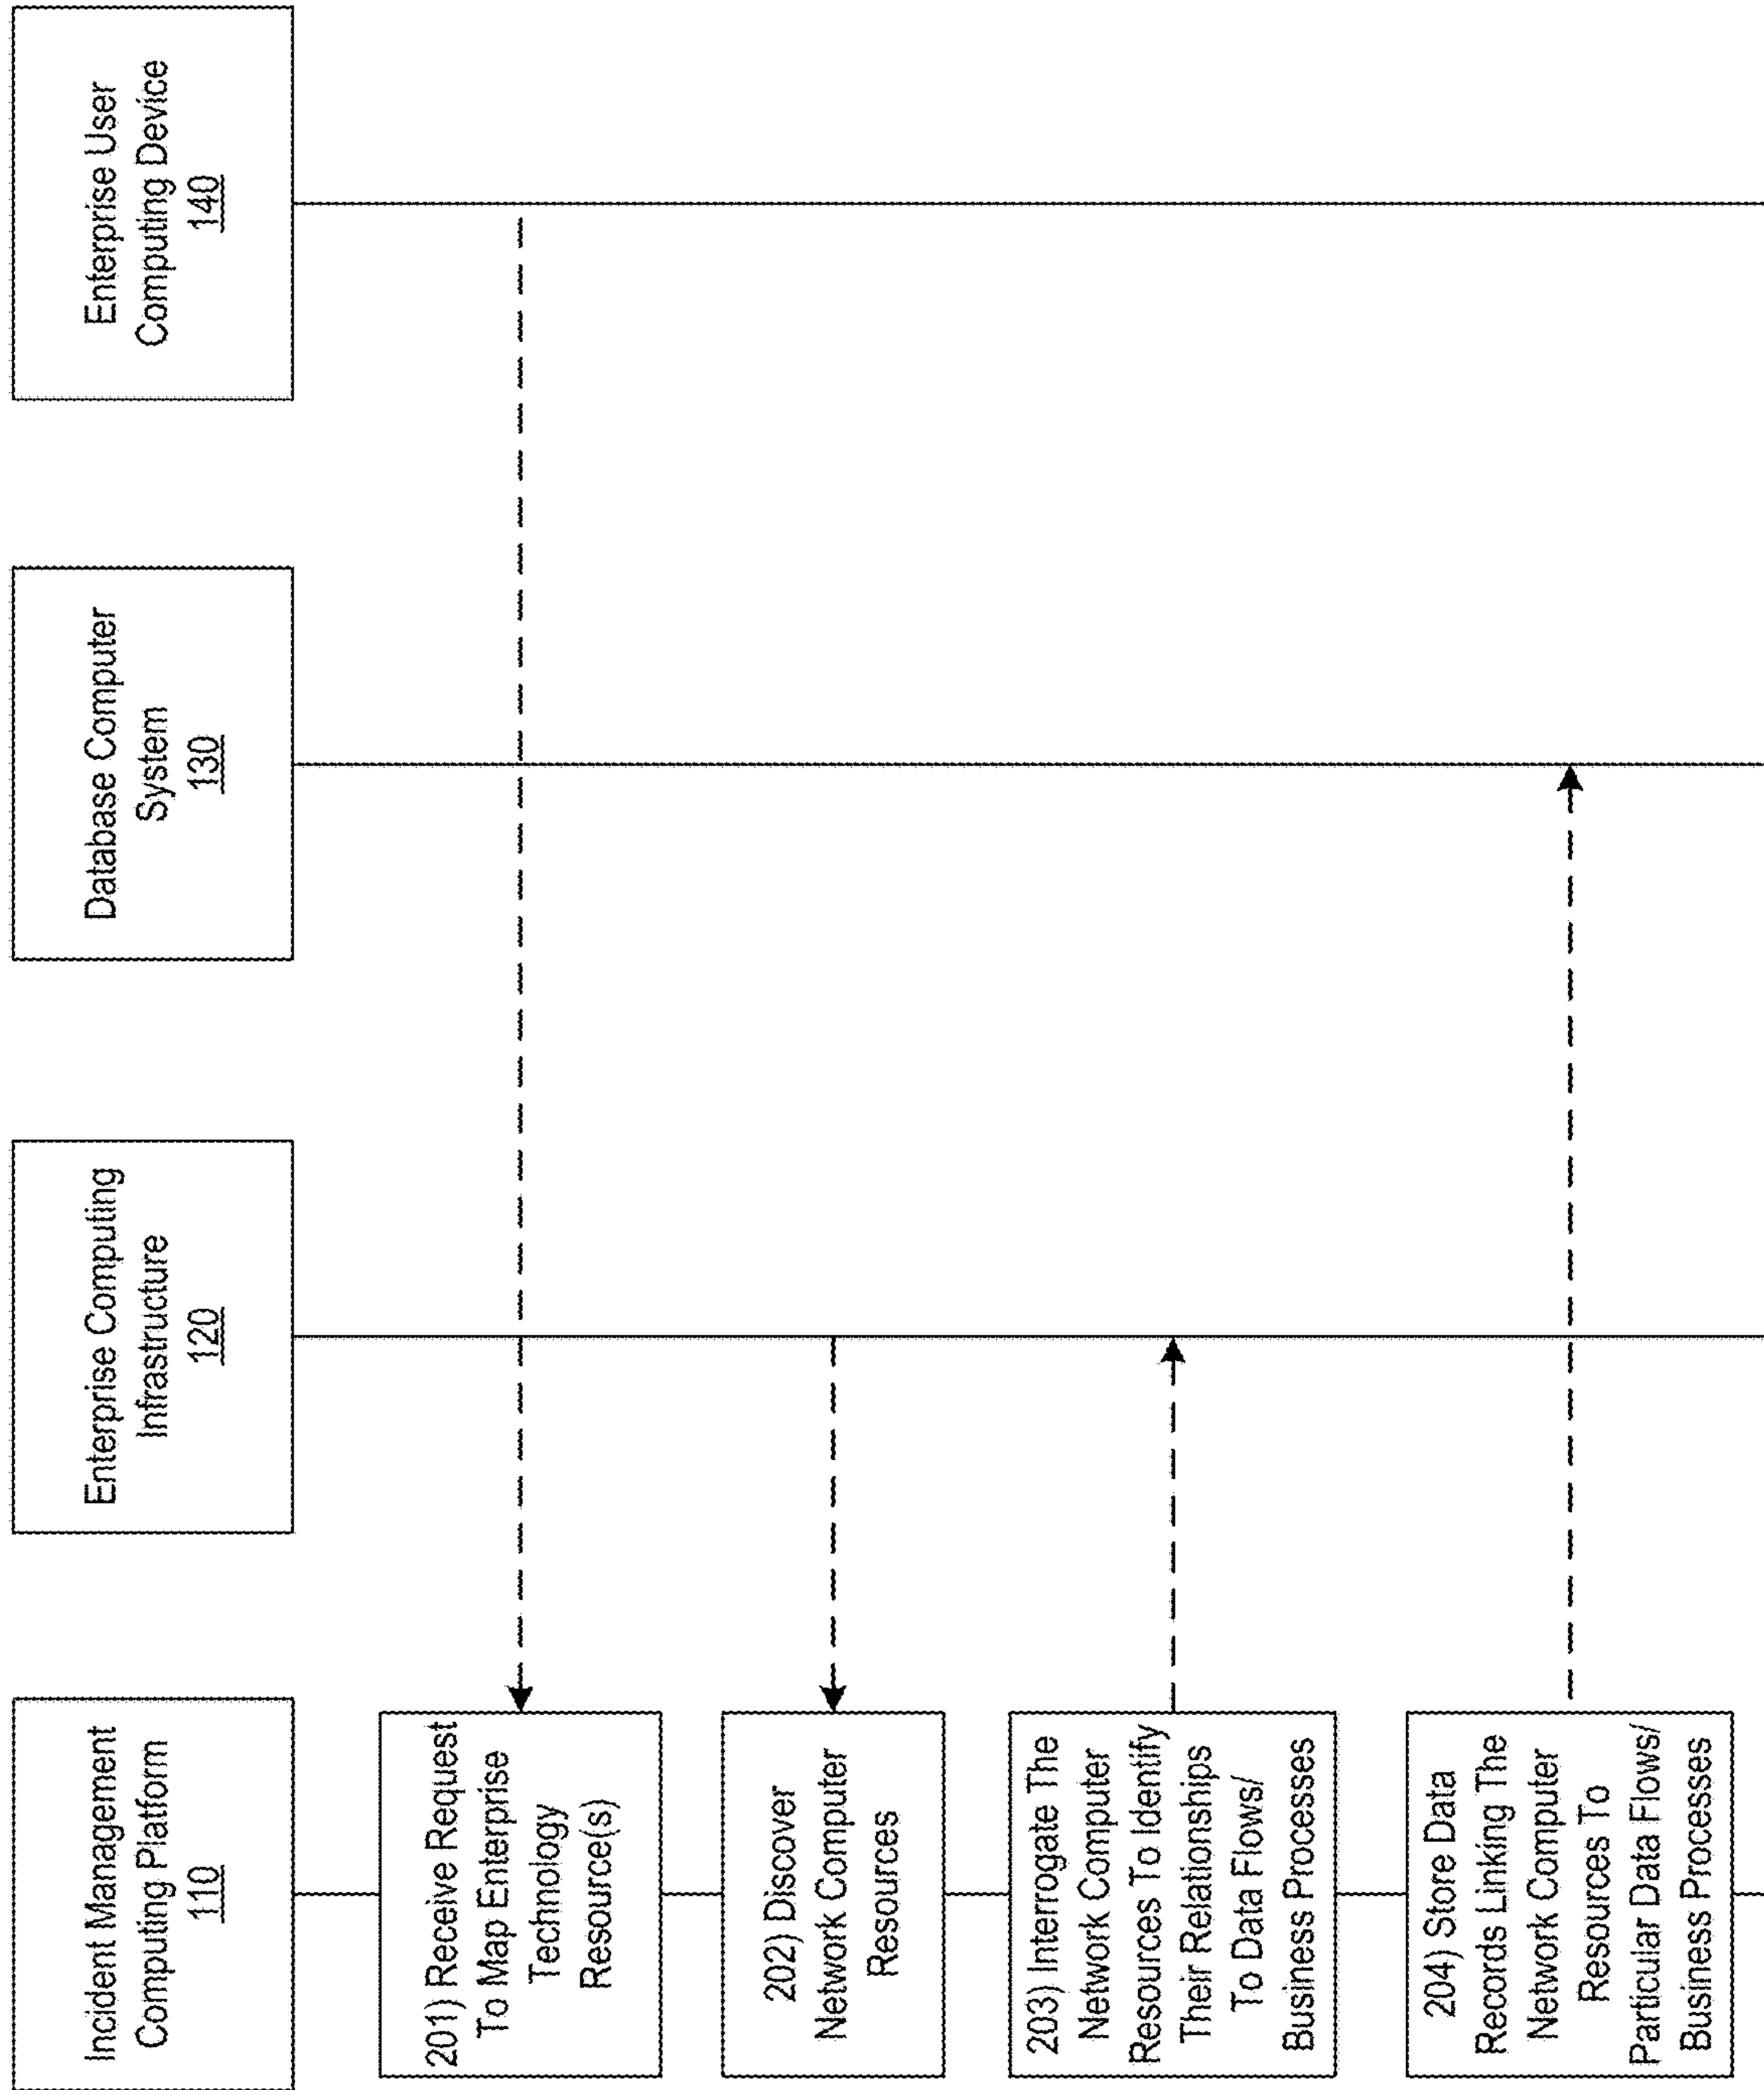 Incident Management
Computing Platform
110
Enterprise Computing
Infrastructure
120
Database Computer
System
130
Enterprise User
Computing Device
140
201) Receive Request
To Map Enterprise
Technology
Resource(s)
202) Discover
Network Computer
Resources
203) Interrogate The
Network Computer
Resources To Identify
Their Relationships
To Data Flows/
Business Processes
204) Store Data
Records Linking The
Network Computer
Resources To
Particular Data Flows/
Business Processes